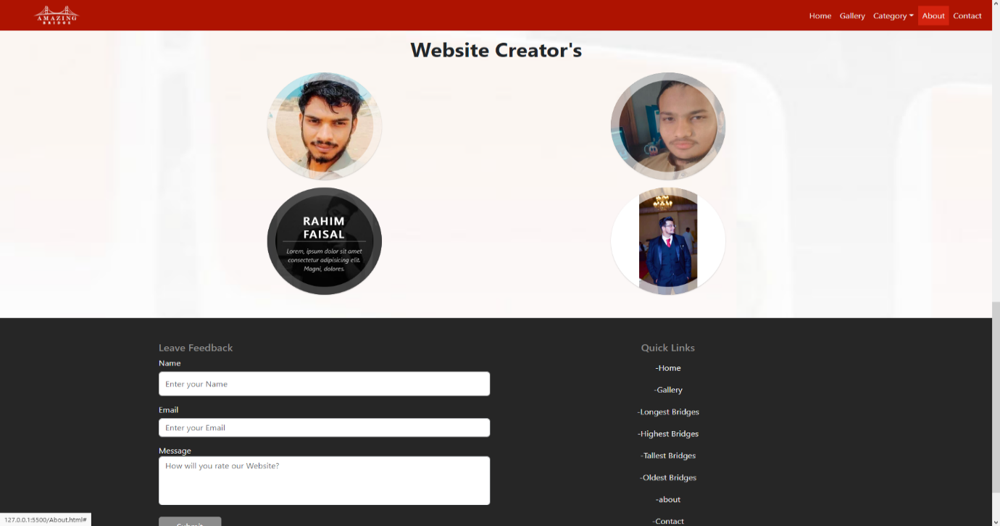 AMAZING
BRIDGE
Home Gallery Category About Contact
Website Creator's
RAHIM
FAISAL
Lorem, ipsum dolor sit amet
consectetur adipisicing elit.
Magni, dolores.
Leave Feedback
Name
Enter your Name
Email
Enter your Email
Message
How will you rate our Website?
Submit
Quick Links
-Home
-Gallery
-Longest Bridges
-Highest Bridges
-Tallest Bridges
-Oldest Bridges
-about
-Contact
127.0.0.1:5500/About.html#